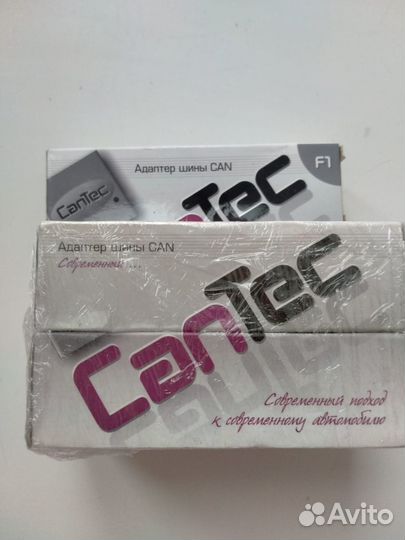 Адаптер шины CAN
F1
CanTec
CanTec
Адаптер шины CAN
Современный ...
CanTec
Современный подход
к современному автомобилю
Avito